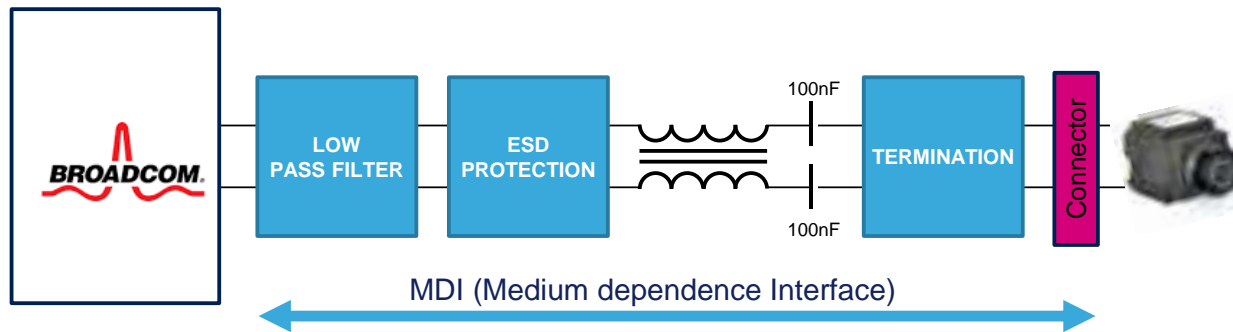 BROADCOM.
LOW
PASS FILTER
ESD
PROTECTION
100nF
100nF
TERMINATION
Connector
MDI (Medium dependence Interface)